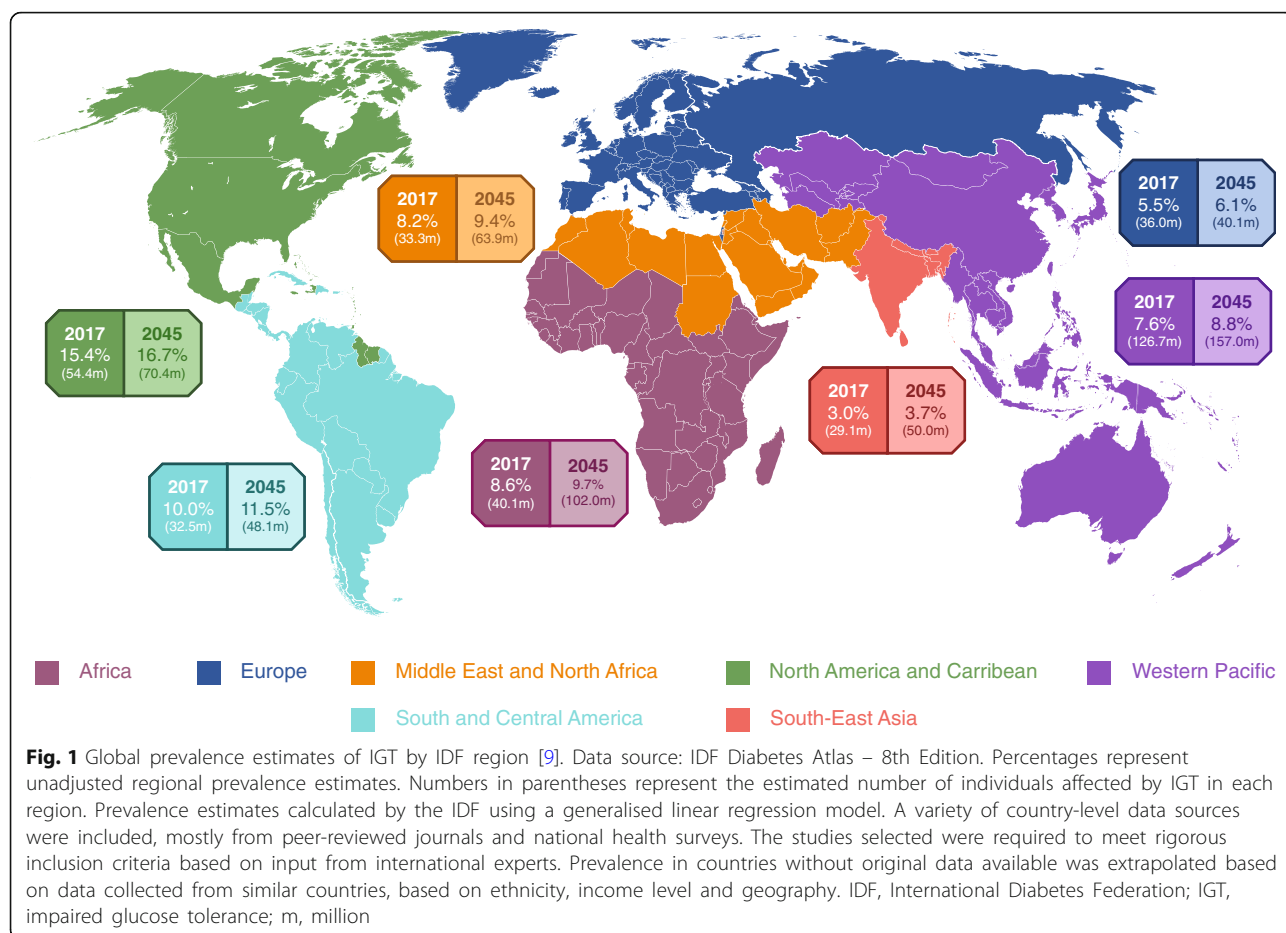 2017 2045
8.2% 9.4%
(33.3m) (63.9m)
2017 2045
5.5% 6.1%
(36.0m) (40.1m)
2017 2045
7.6% 8.8%
(126.7m) (157.0m)
2017 2045
15.4% 16.7%
(54.4m) (70.4m)
2017 2045
3.0% 3.7%
(29.1m) (50.0m)
2017 2045
8.6% 9.7%
(40.1m) (102.0m)
2017 2045
10.0% 11.5%
(32.5m) (48.1m)
Africa Europe Middle East and North Africa North America and Carribean Western Pacific
South and Central America South-East Asia
Fig. 1 Global prevalence estimates of IGT by IDF region [9]. Data source: IDF Diabetes Atlas – 8th Edition. Percentages represent
unadjusted regional prevalence estimates. Numbers in parentheses represent the estimated number of individuals affected by IGT in each
region. Prevalence estimates calculated by the IDF using a generalised linear regression model. A variety of country-level data sources
were included, mostly from peer-reviewed journals and national health surveys. The studies selected were required to meet rigorous
inclusion criteria based on input from international experts. Prevalence in countries without original data available was extrapolated based
on data collected from similar countries, based on ethnicity, income level and geography. IDF, International Diabetes Federation; IGT,
impaired glucose tolerance; m, million